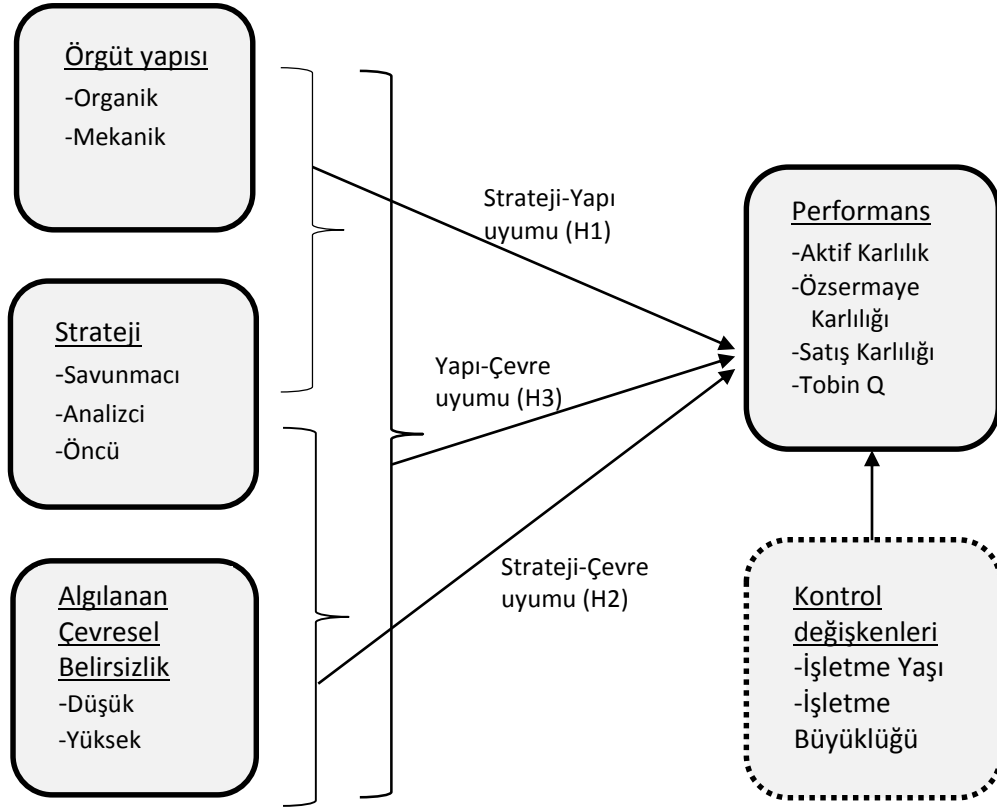 Örgüt yapısı
-Organik
-Mekanik
Strateji
-Savunmacı
-Analizci
-Öncü
Algılanan
Çevresel
Belirsizlik
-Düşük
-Yüksek
Strateji-Yapı
uyumu (H1)
Yapı-Çevre
uyumu (H3)
Strateji-Çevre
uyumu (H2)
Performans
-Aktif Karlılık
-Özsermaye
Karlılığı
-Satış Karlılığı
-Tobin Q
Kontrol
değişkenleri
-İşletme Yaşı
-İşletme
Büyüklüğü